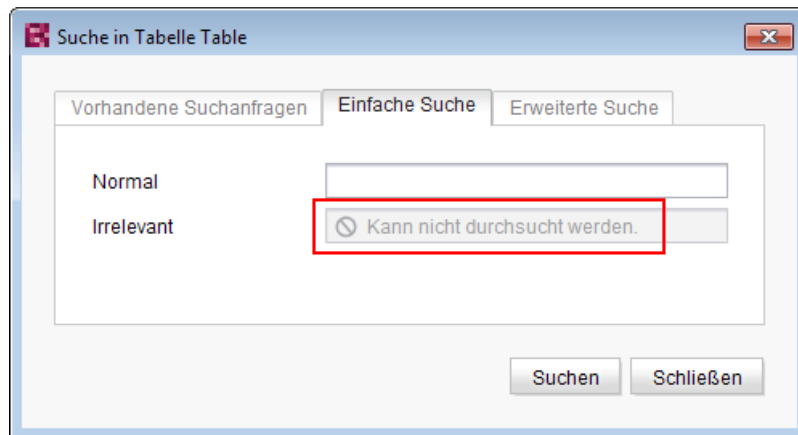 Suche in Tabelle Table
Vorhandene Suchanfragen Einfache Suche Erweiterte Suche
Normal
Irrelevant Kann nicht durchsucht werden.
Suchen Schließen